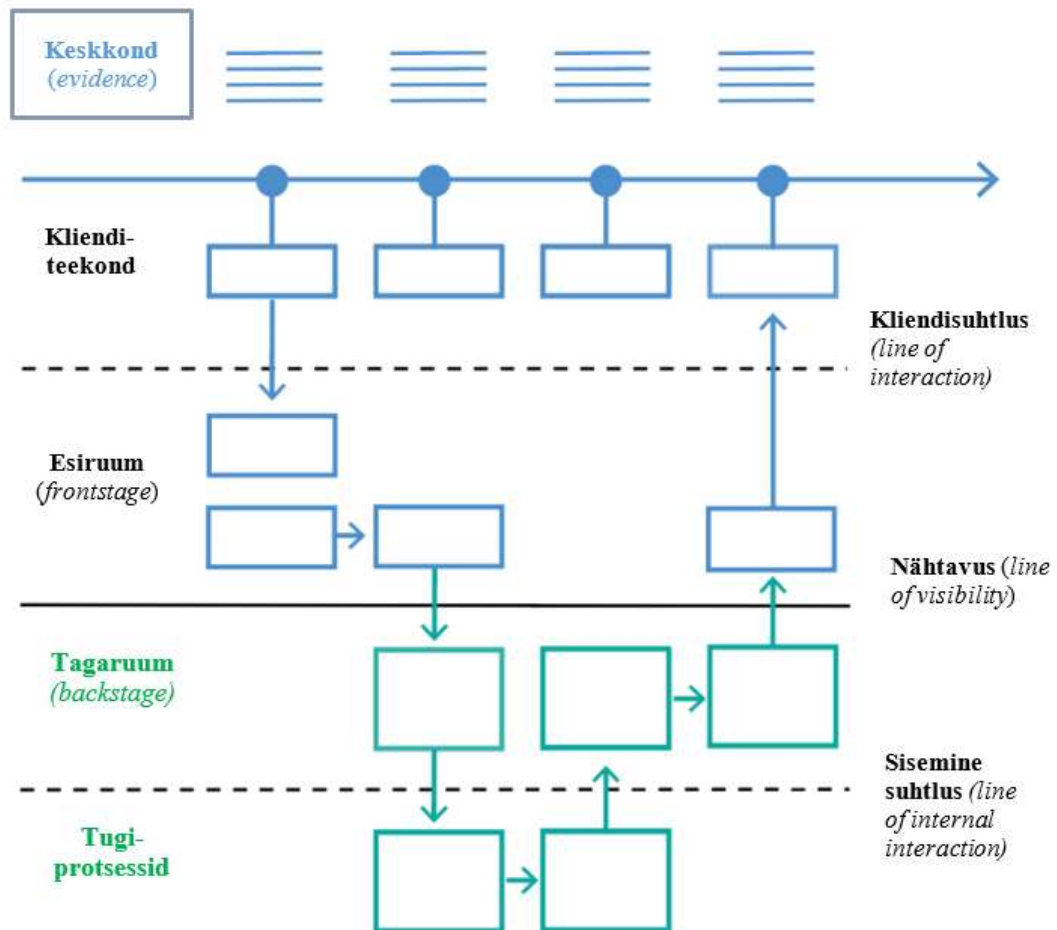 Keskkond
(evidence)
Kliendi-
teekond
Kliendisuhtlus
(line of
interaction)
Esiruum
(frontstage)
Nähtavus (line
of visibility)
Tagaruum
(backstage)
Sisemine
suhtlus (line
of internal
interaction)
Tugi-
protsessid